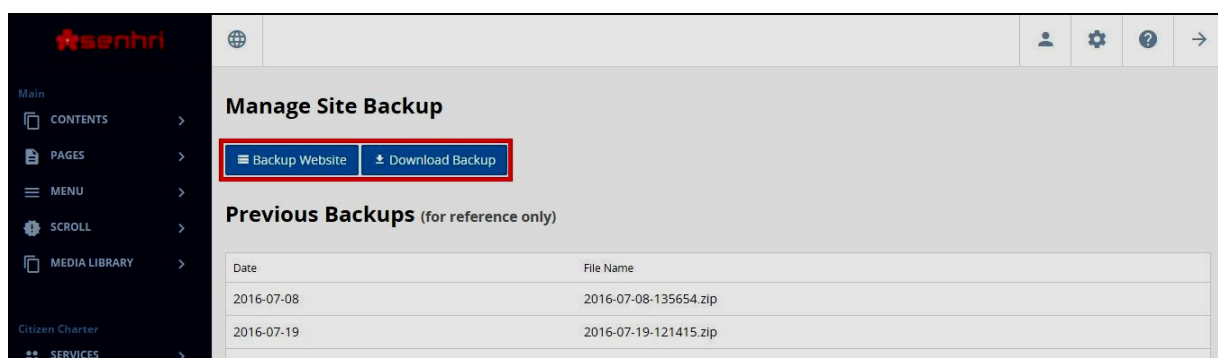 senhri
Main
CONTENTS
PAGES
MENU
SCROLL
MEDIA LIBRARY
Citizen Charter
SERVICES
Manage Site Backup
Backup Website Download Backup
Previous Backups (for reference only)
Date File Name
2016-07-08 2016-07-08-135654.zip
2016-07-19 2016-07-19-121415.zip